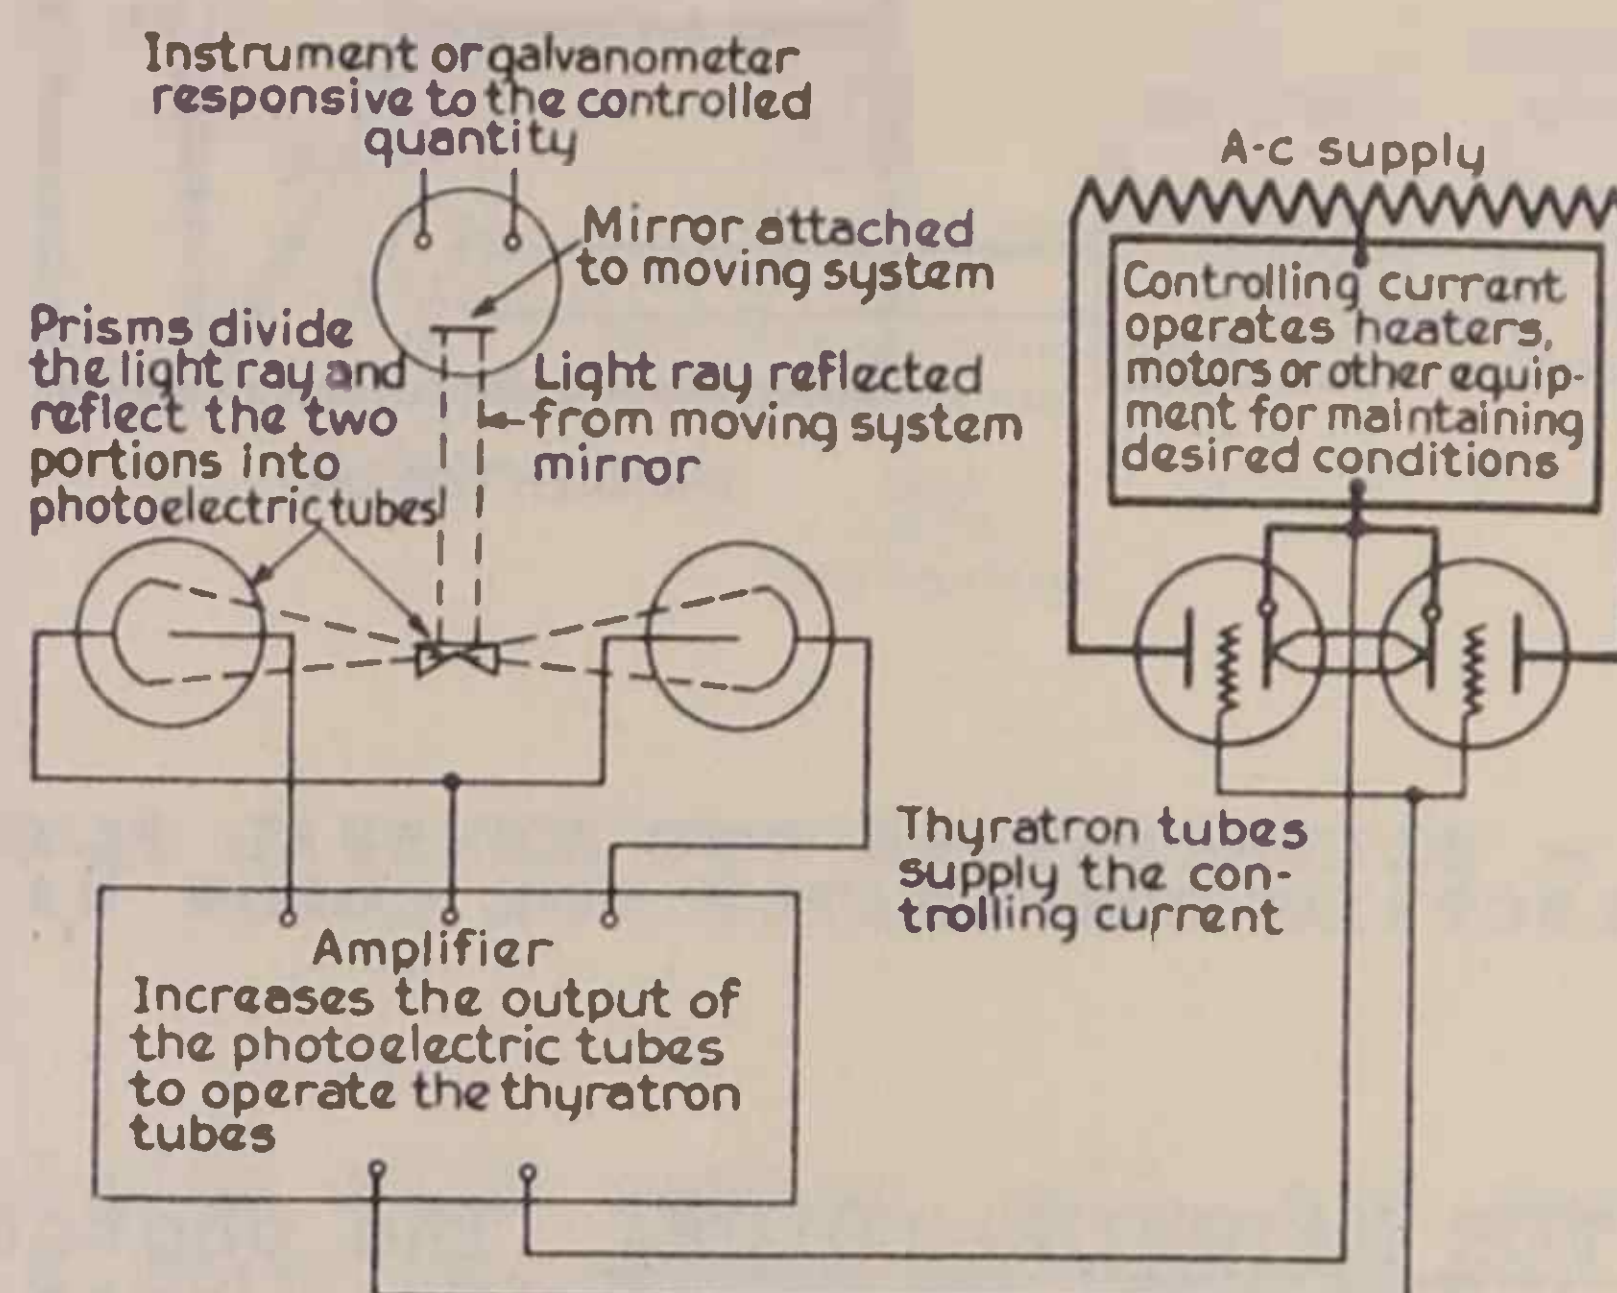 Instrument or galvanometer
responsive to the controlled
quantity
Mirror attached
to moving system
Prisms divide
the light ray and
reflect the two
portions into
photoelectric tubes
Light ray reflected
from moving system
mirror
A-c supply
Controlling current
operates heaters,
motors or other equip-
ment for maintaining
desired conditions
Thyratron tubes
supply the con-
trolling current
Amplifier
Increases the output of
the photoelectric tubes
to operate the thyratron
tubes